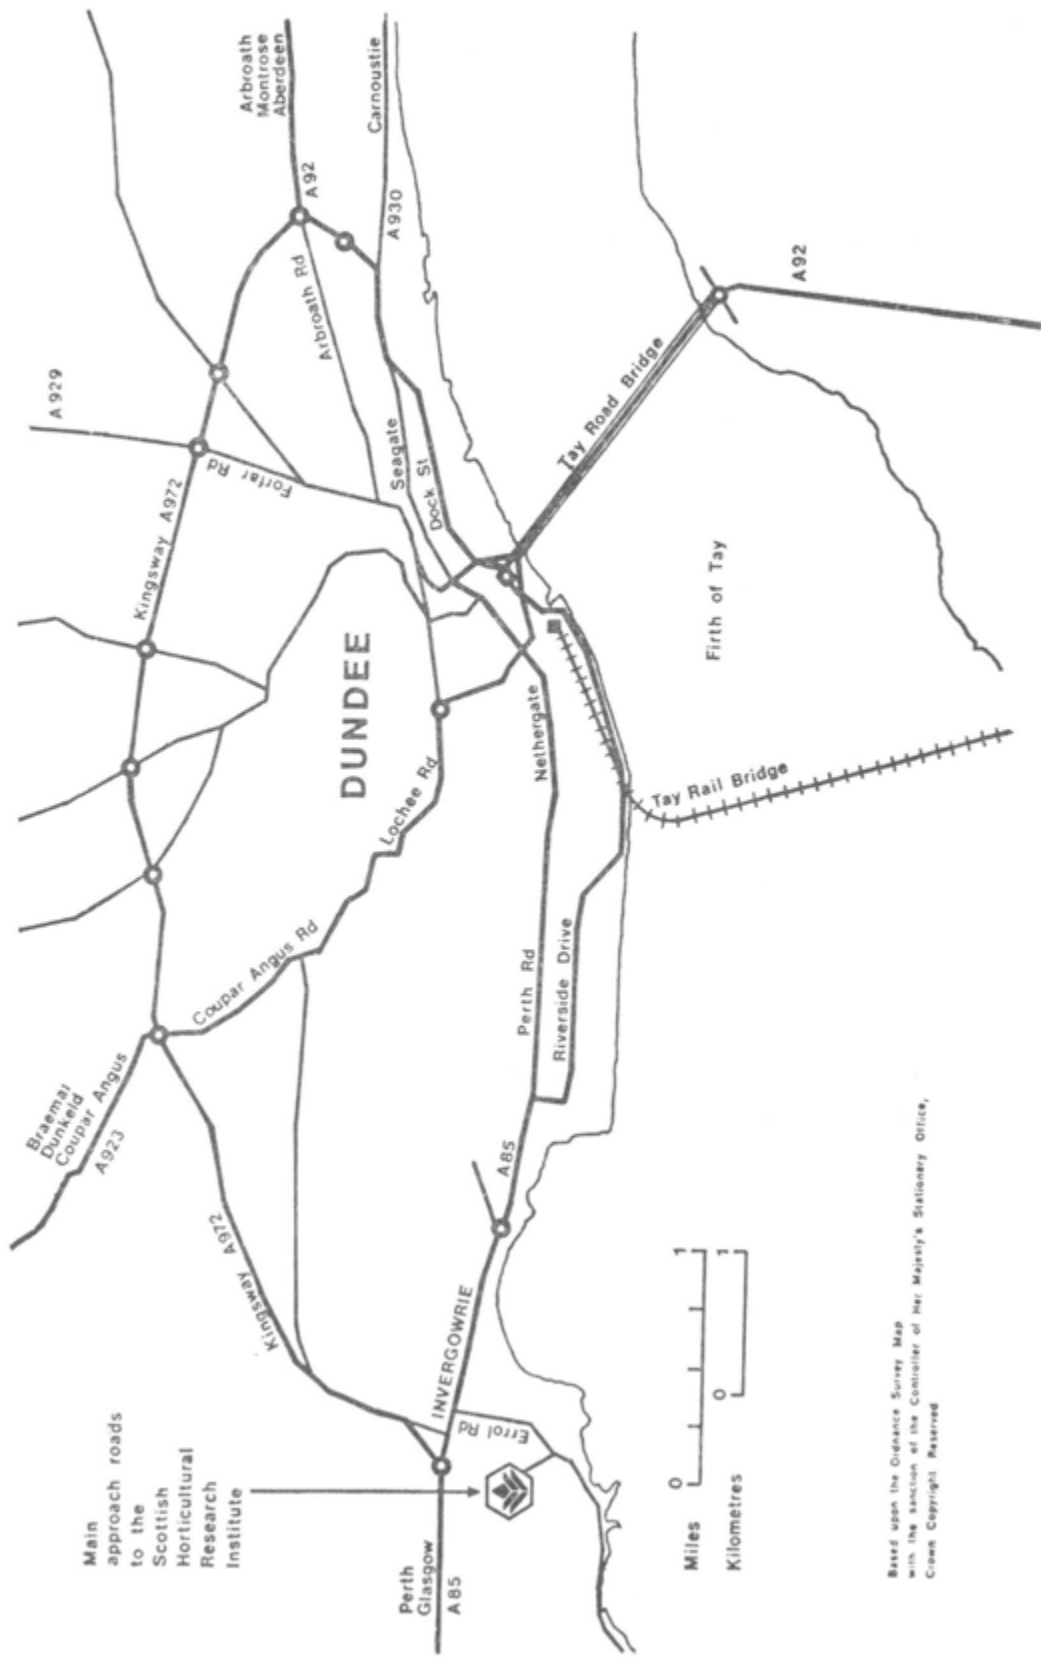 Main
approach roads
to the
Scottish
Horticultural
Research
Institute
Perth
Glasgow
A85
Errol Rd
INVERGOWRIE
Kingsway A972
A85
Braemar
Dunkeld
Coupar Angus
A923
Coupar Angus Rd
Perth Rd
Riverside Drive
Lochee Rd
Nethergate
DUNDEE
Tay Rail Bridge
Firth of Tay
Kingsway A972
Forfar Rd
A929
Seagate
Dock St
Arbroath Rd
Tay Road Bridge
A92
A92
A930
Arbroath
Montrose
Aberdeen
Carnoustie
Miles
0
1
Kilometres
0
1
Based upon the Ordnance Survey Map
with the sanction of the Controller of Her Majesty's Stationery Office,
Crown Copyright Reserved